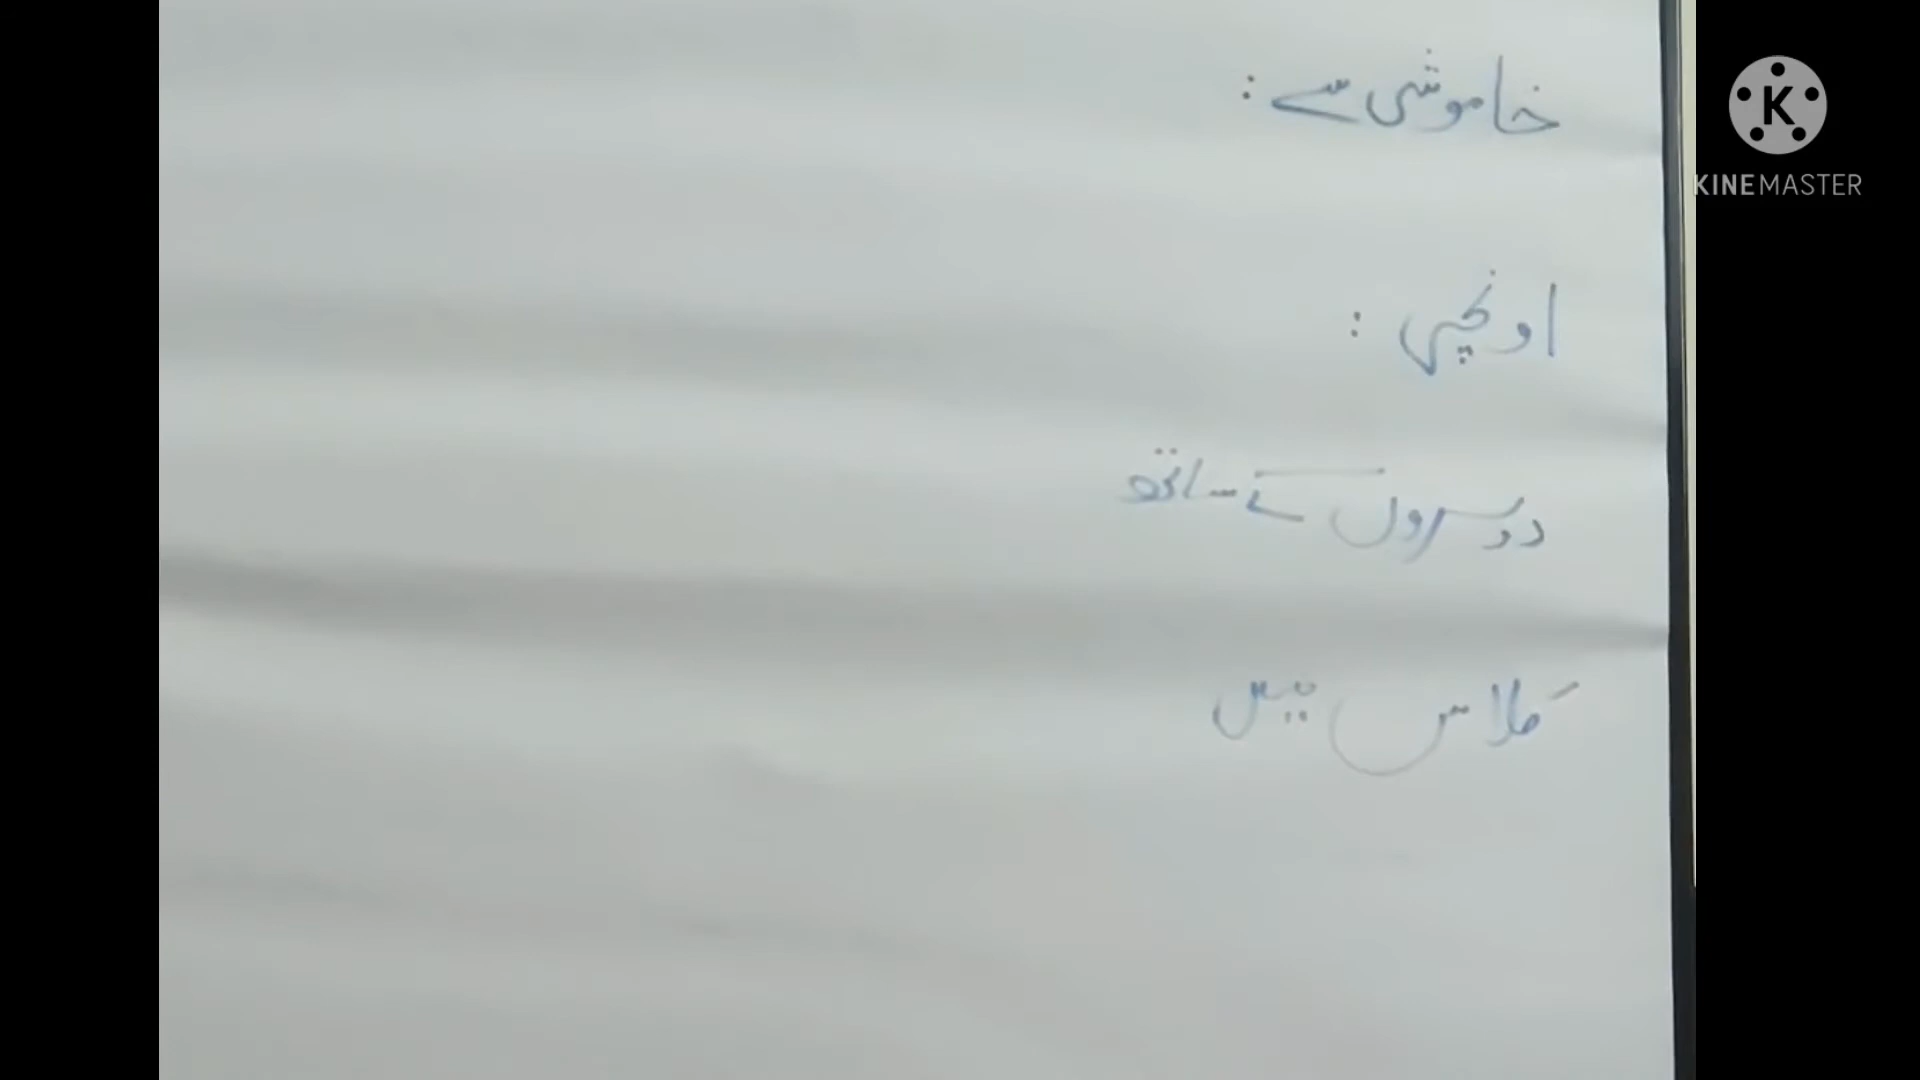 خاموشی سے :
اونچی :
دوسروں کے ساتھ
کلاس میں
K
KINEMASTER